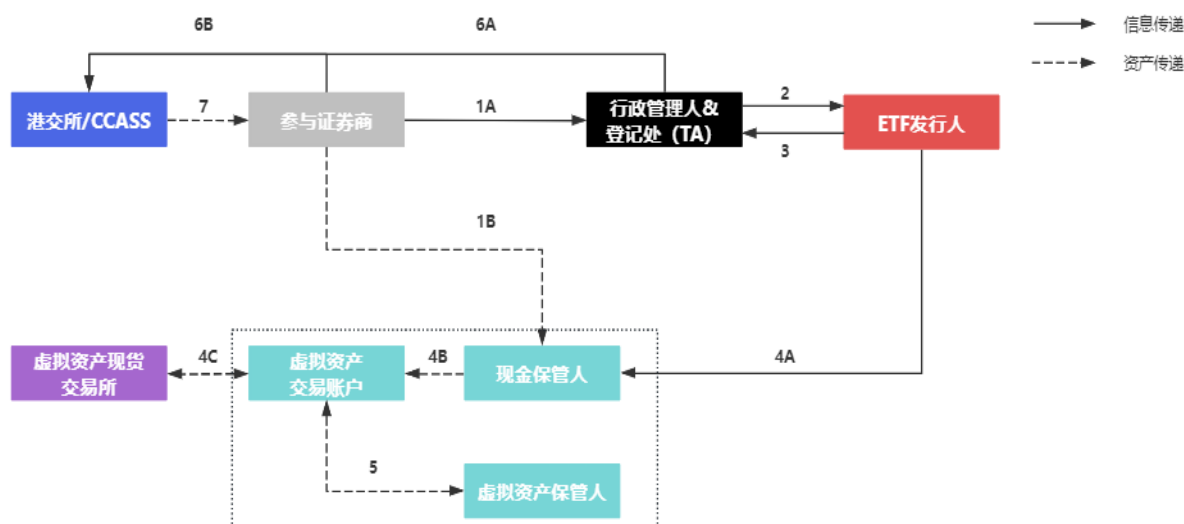 6B
6A
信息传递
资产传递
港交所/CCASS
7
参与证券商
1A
行政管理人&
登记处（TA）
2
3
ETF发行人
1B
虚拟资产现货
交易所
4C
虚拟资产
交易账户
4B
现金保管人
4A
5
虚拟资产保管人